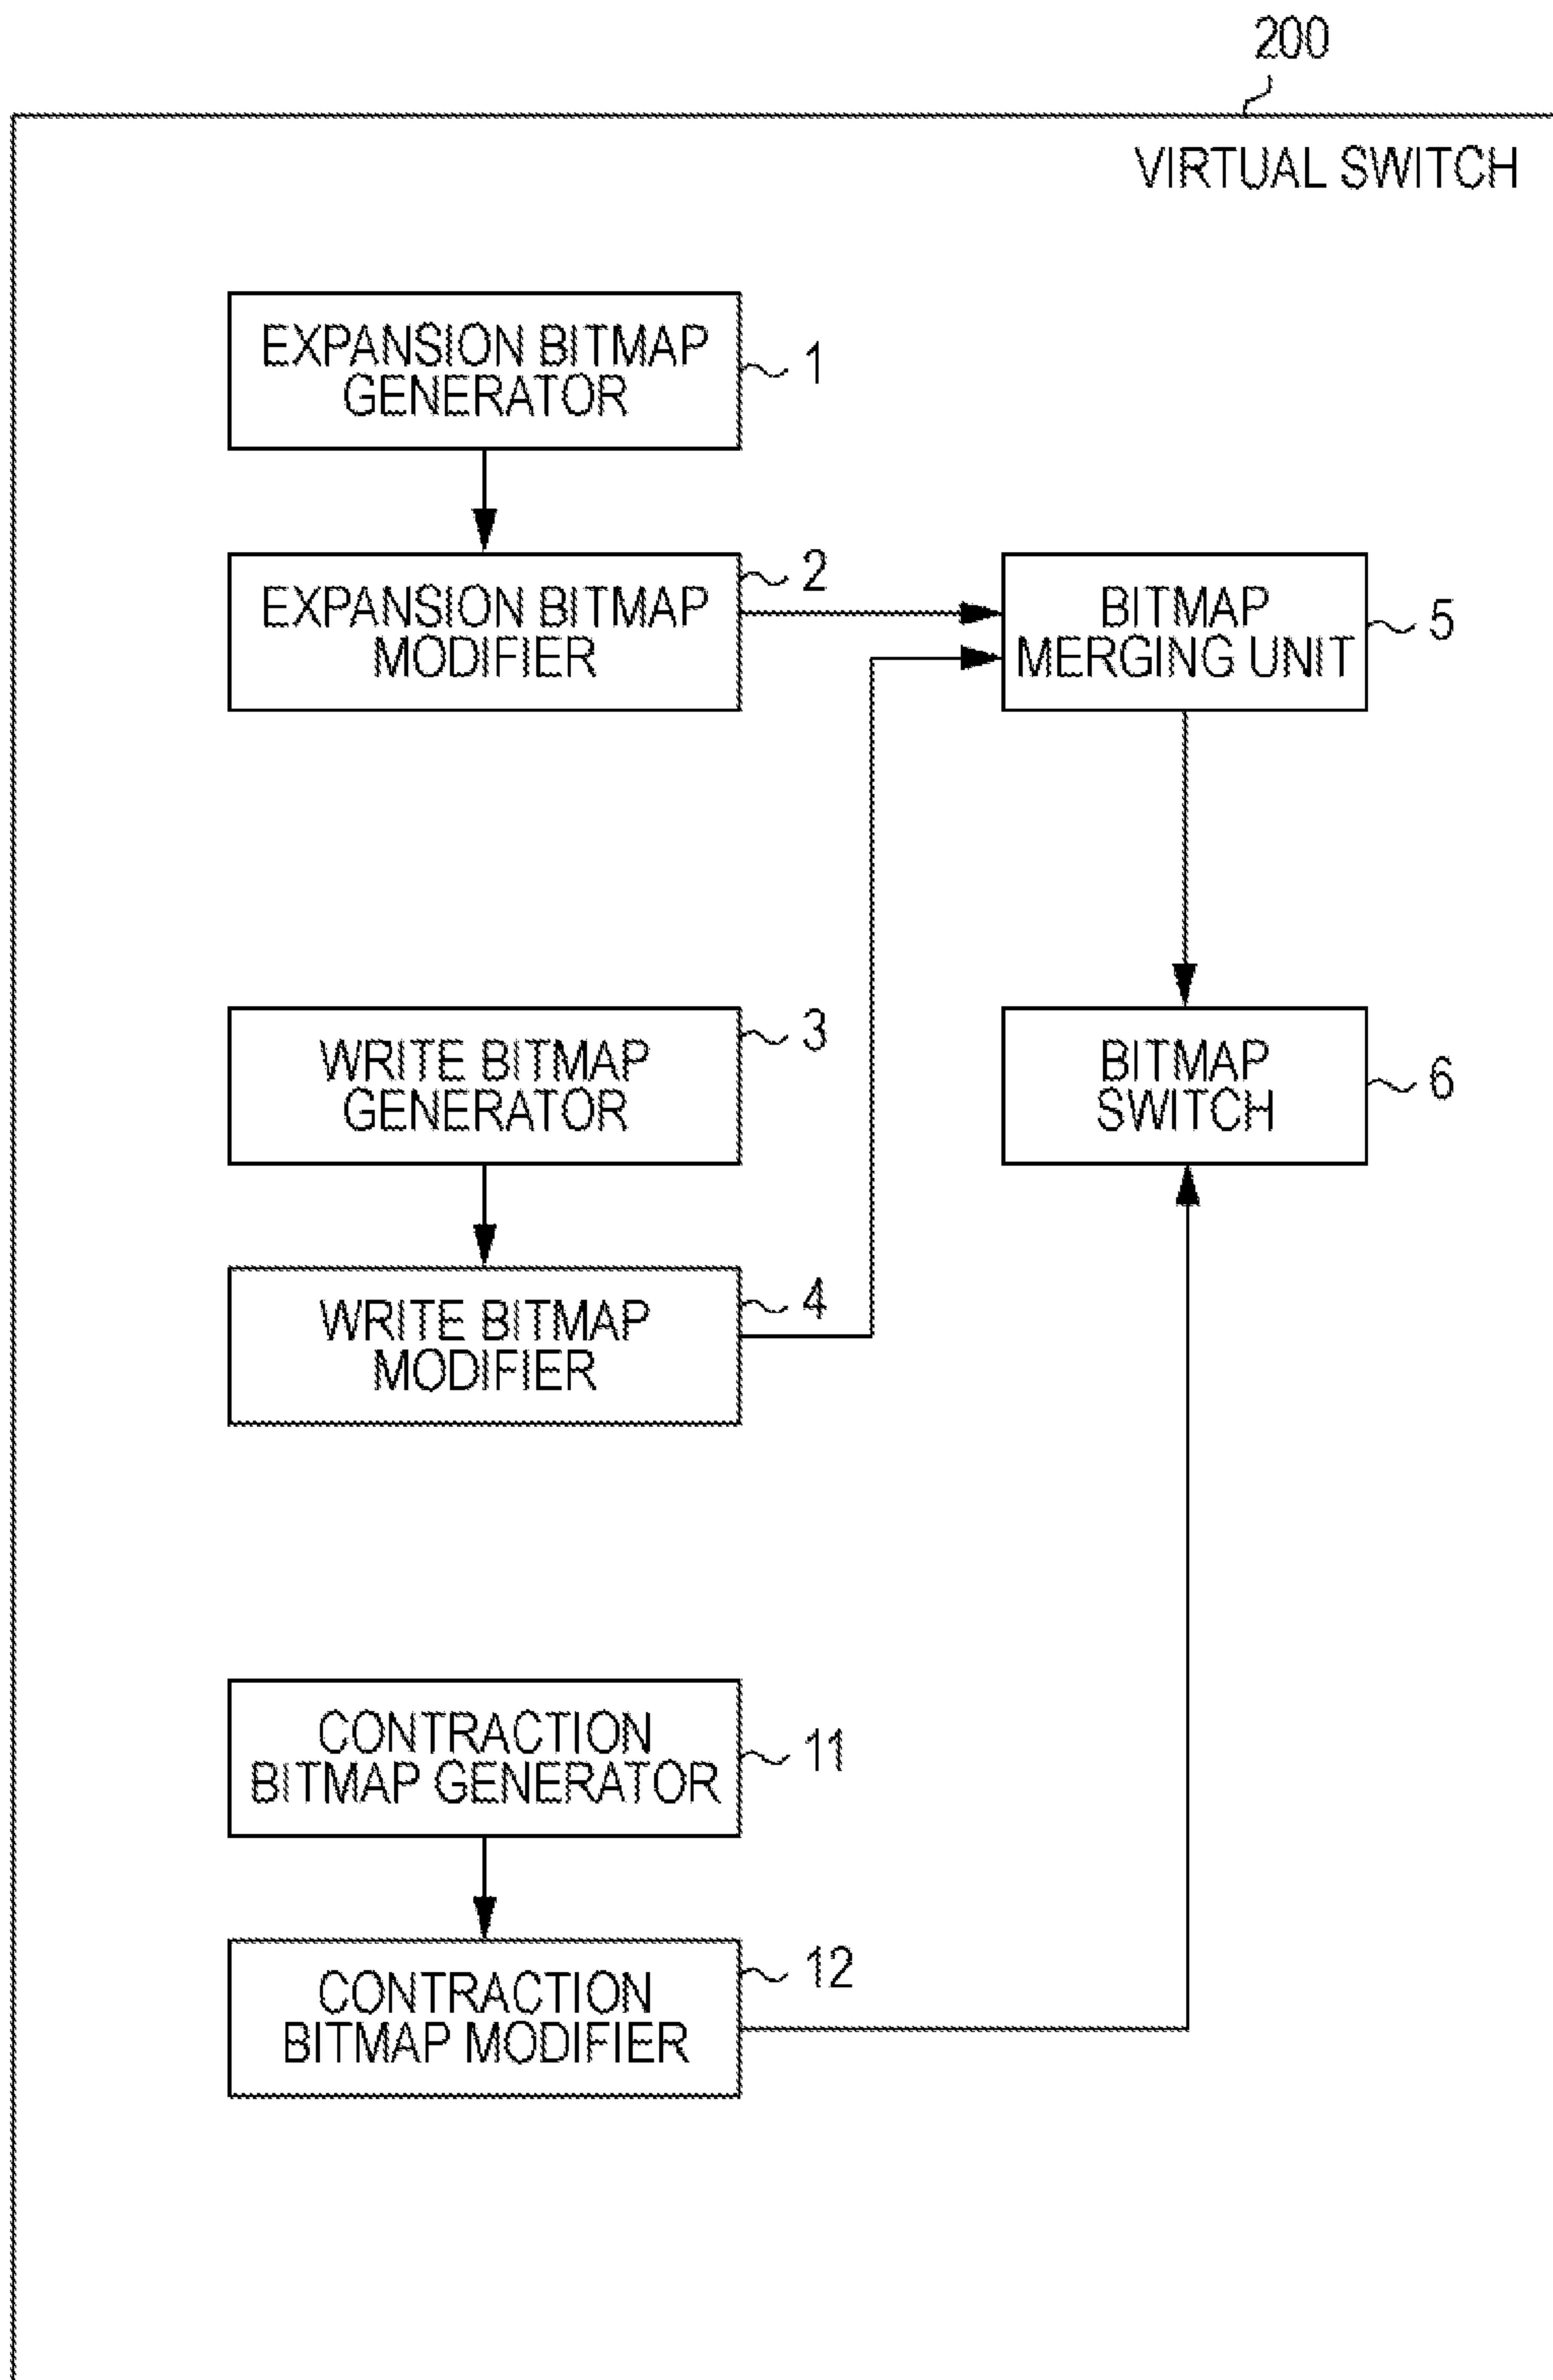 200
VIRTUAL SWITCH
EXPANSION BITMAP
GENERATOR
1
EXPANSION BITMAP
MODIFIER
2
BITMAP
MERGING UNIT
5
WRITE BITMAP
GENERATOR
3
BITMAP
SWITCH
6
WRITE BITMAP
MODIFIER
4
CONTRACTION
BITMAP GENERATOR
11
CONTRACTION
BITMAP MODIFIER
12